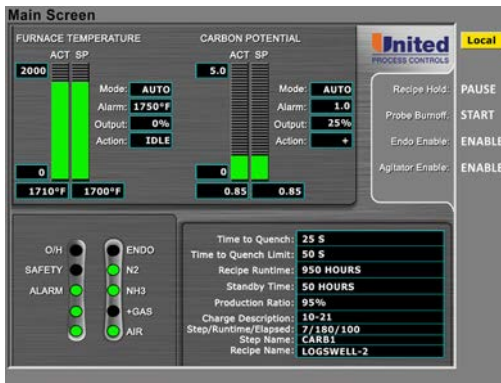 Main Screen
FURNACE TEMPERATURE
ACT SP
2000
0
1710°F 1700°F
Mode: AUTO
Alarm: 1750°F
Output: 0%
Action: IDLE
CARBON POTENTIAL
ACT SP
5.0
0
0.85 0.85
Mode: AUTO
Alarm: 1.0
Output: 25%
Action: +
United
PROCESS CONTROLS
Local
Recipe Hold: PAUSE
Probe Burnoff: START
Endo Enable: ENABLE
Agitator Enable: ENABLE
O/H ENDO
SAFETY N2
ALARM NH3
+GAS
AIR
Time to Quench: 25 S
Time to Quench Limit: 50 S
Recipe Runtime: 950 HOURS
Standby Time: 50 HOURS
Production Ratio: 95%
Charge Description: 10-21
Step/Runtime/Elapsed: 7/180/100
Step Name: CARB1
Recipe Name: LOGSWELL-2